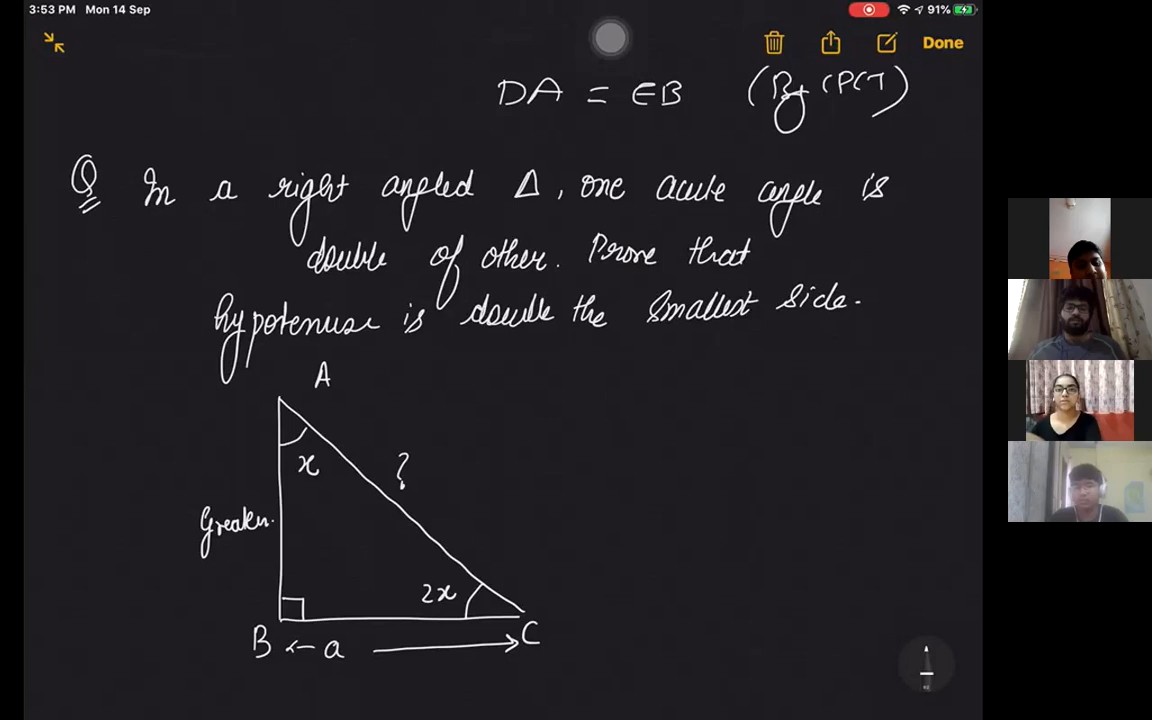 3:53 PM Mon 14 Sep
91%
Done
DA = EB (By CPCT)
Q In a right angled Δ, one acute angle is
double of other. Prove that
hypotenuse is double the smallest side.
A
x
?
Greater.
2x
B ← a → C